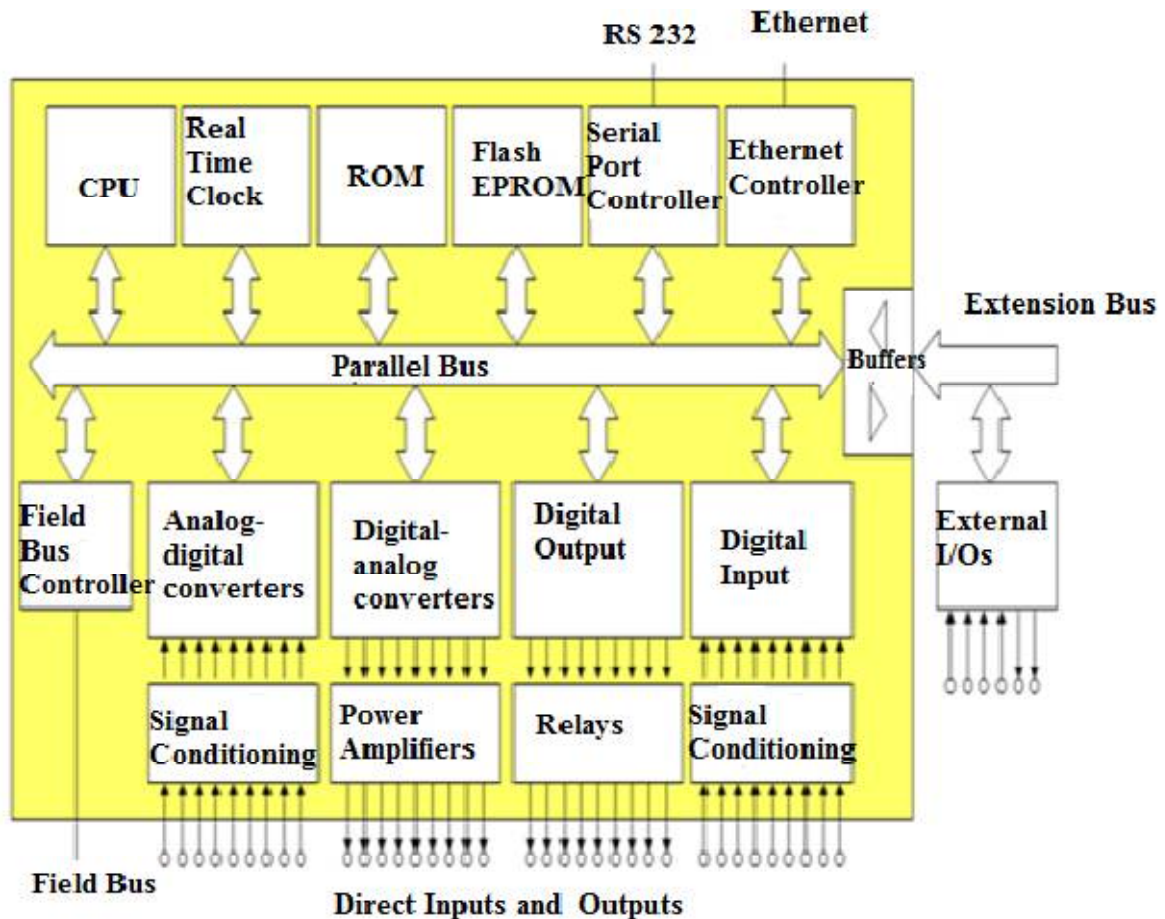 RS 232
Ethernet
CPU
Real
Time
Clock
ROM
Flash
EPROM
Serial
Port
Controller
Ethernet
Controller
Extension Bus
Parallel Bus
Buffers
Field
Bus
Controller
Analog-
digital
converters
Digital-
analog
converters
Digital
Output
Digital
Input
External
I/Os
Signal
Conditioning
Power
Amplifiers
Relays
Signal
Conditioning
Field Bus
Direct Inputs and Outputs